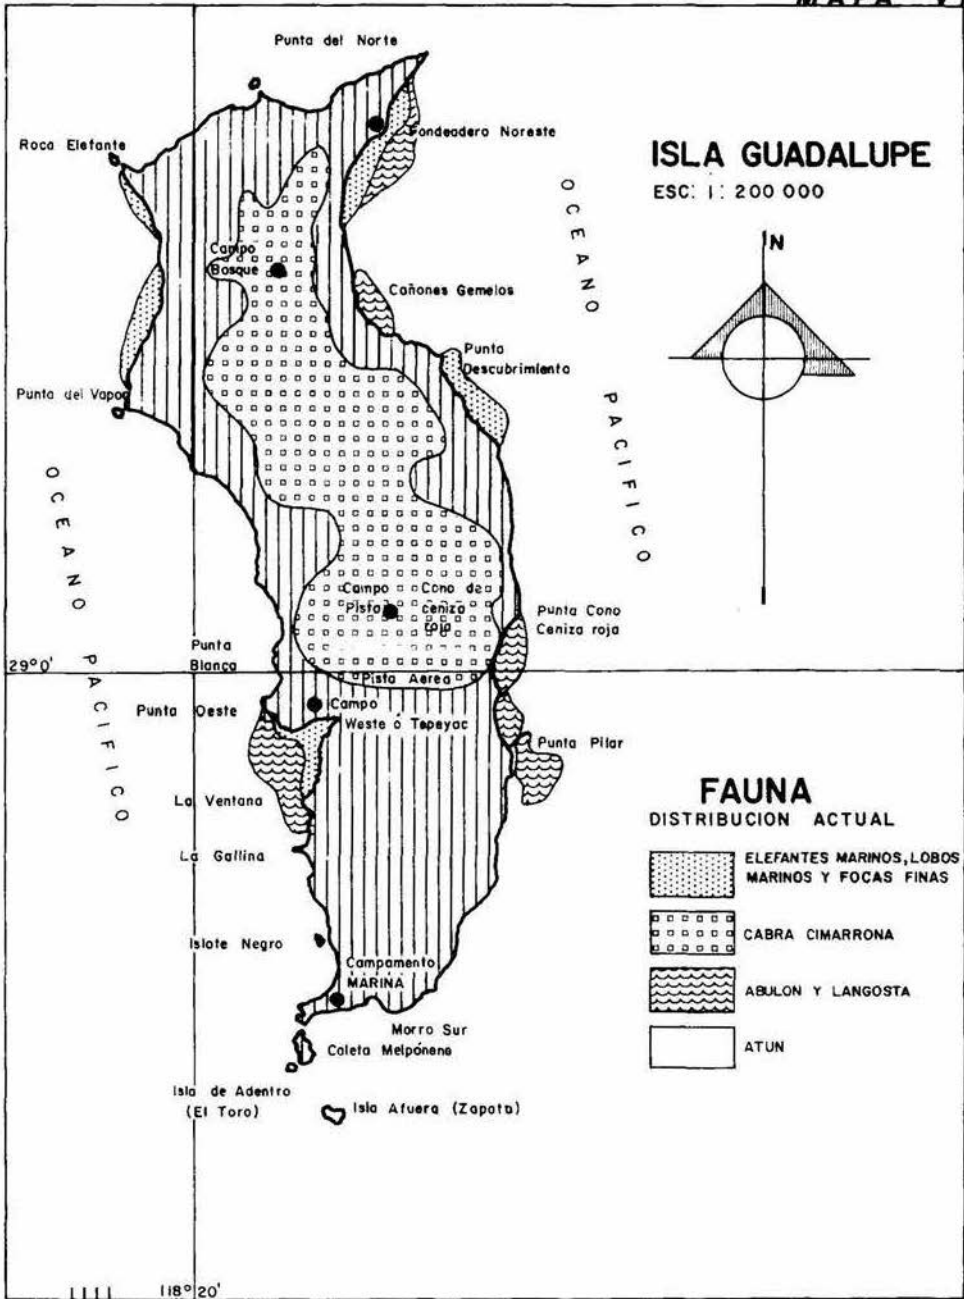 MAPA
Punta del Norte
Roca Elefante
Fondeadero Noreste
ISLA GUADALUPE
ESC: 1: 200 000
N
OCEANO PACIFICO
Campo
Bosque
Cañones Gemelos
Punta
Descubrimienta
Punta del Vapor
OCEANO PACIFICO
Campo
Pista
Cono de
ceniza
roja
Punta Cono
Ceniza roja
Punta
Blanca
29°0'
Pista Aerea
Punta Oeste
Campo
Weste ó Tepeyac
Punta Pilar
La Ventana
La Gallina
FAUNA
DISTRIBUCION ACTUAL
ELEFANTES MARINOS, LOBOS
MARINOS Y FOCAS FINAS
CABRA CIMARRONA
ABULON Y LANGOSTA
ATUN
Islote Negro
Campamento
MARINA
Morro Sur
Caleta Melpónene
Isla de Adentro
(El Toro)
Isla Afuera (Zapata)
118°20'